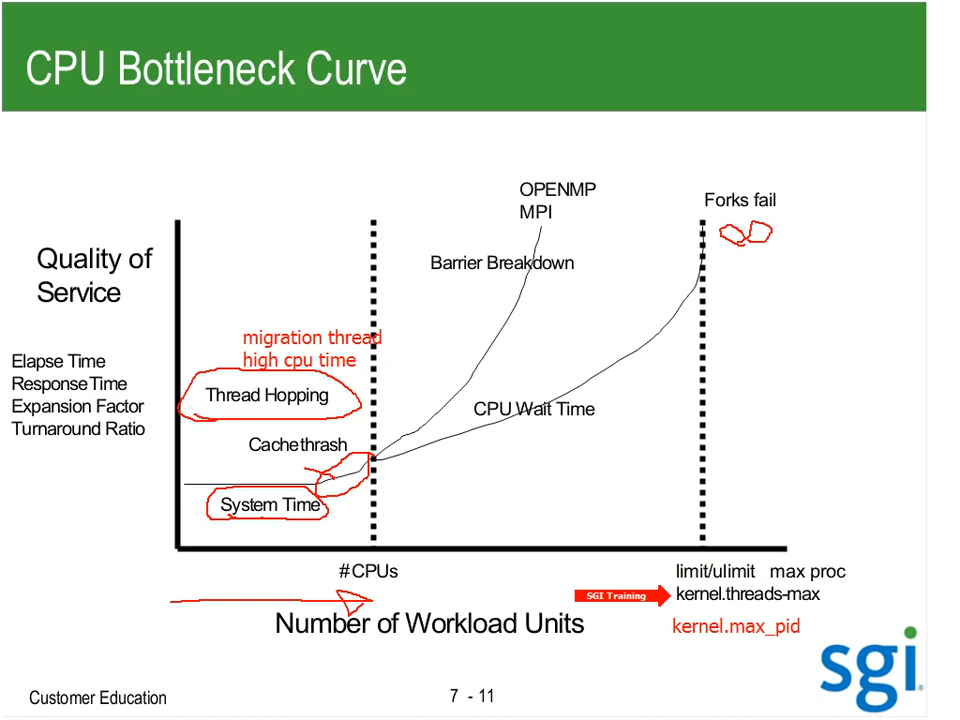 CPU Bottleneck Curve
OPENMP
MPI
Forks fail
Quality of
Service
Barrier Breakdown
migration thread
high cpu time
Elapse Time
Response Time
Expansion Factor
Turnaround Ratio
Thread Hopping
CPU Wait Time
Cachethrash
System Time
#CPUs
limit/ulimit max proc
SGI Training
kernel.threads-max
Number of Workload Units
kernel.max_pid
sgi
Customer Education
7 - 11